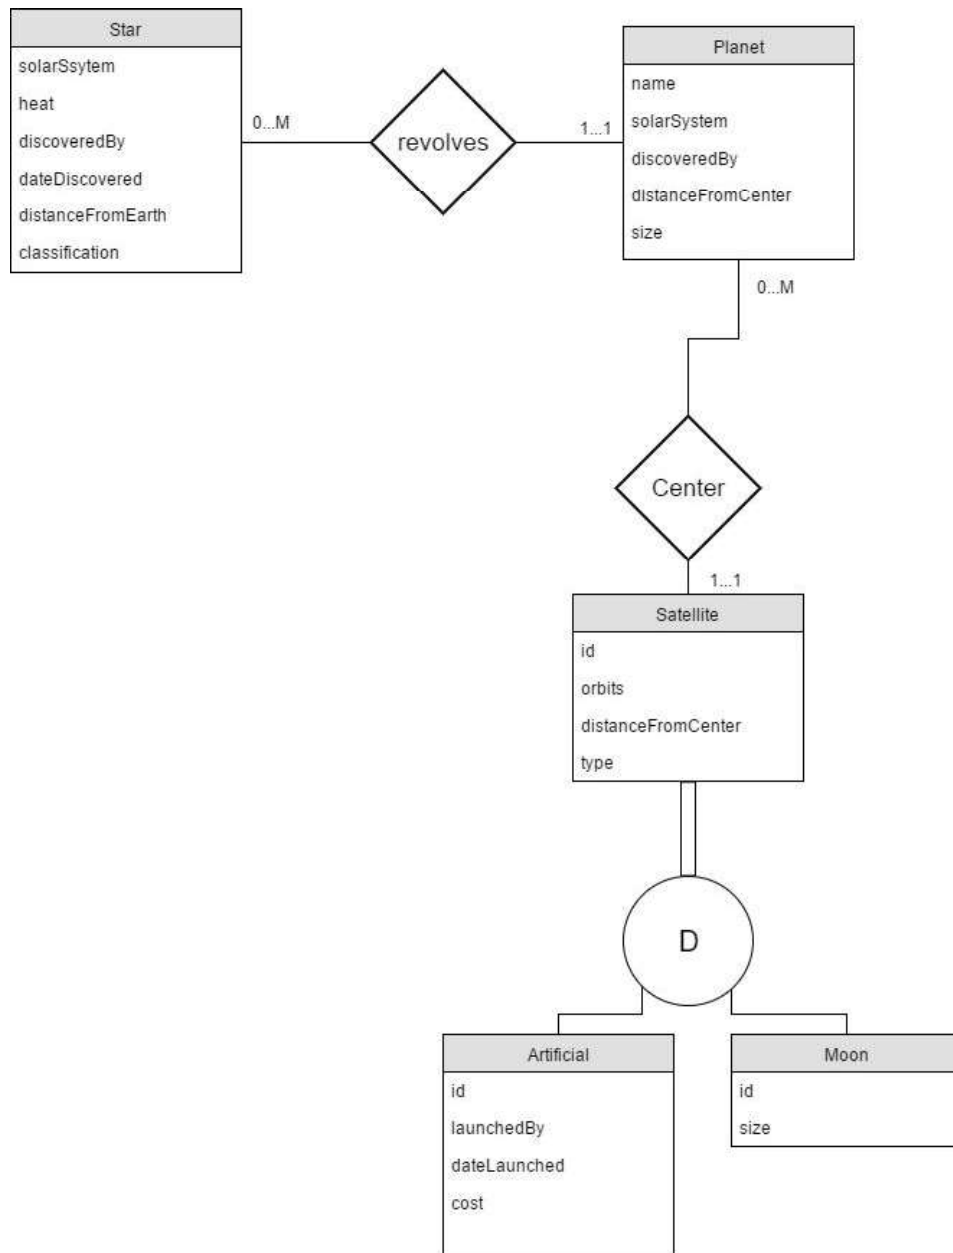 Star
solarSsytem
heat
discoveredBy
dateDiscovered
distanceFromEarth
classification
0...M
revolves
1...1
Planet
name
solarSystem
discoveredBy
distanceFromCenter
size
0...M
Center
1...1
Satellite
id
orbits
distanceFromCenter
type
D
Artificial
id
launchedBy
dateLaunched
cost
Moon
id
size